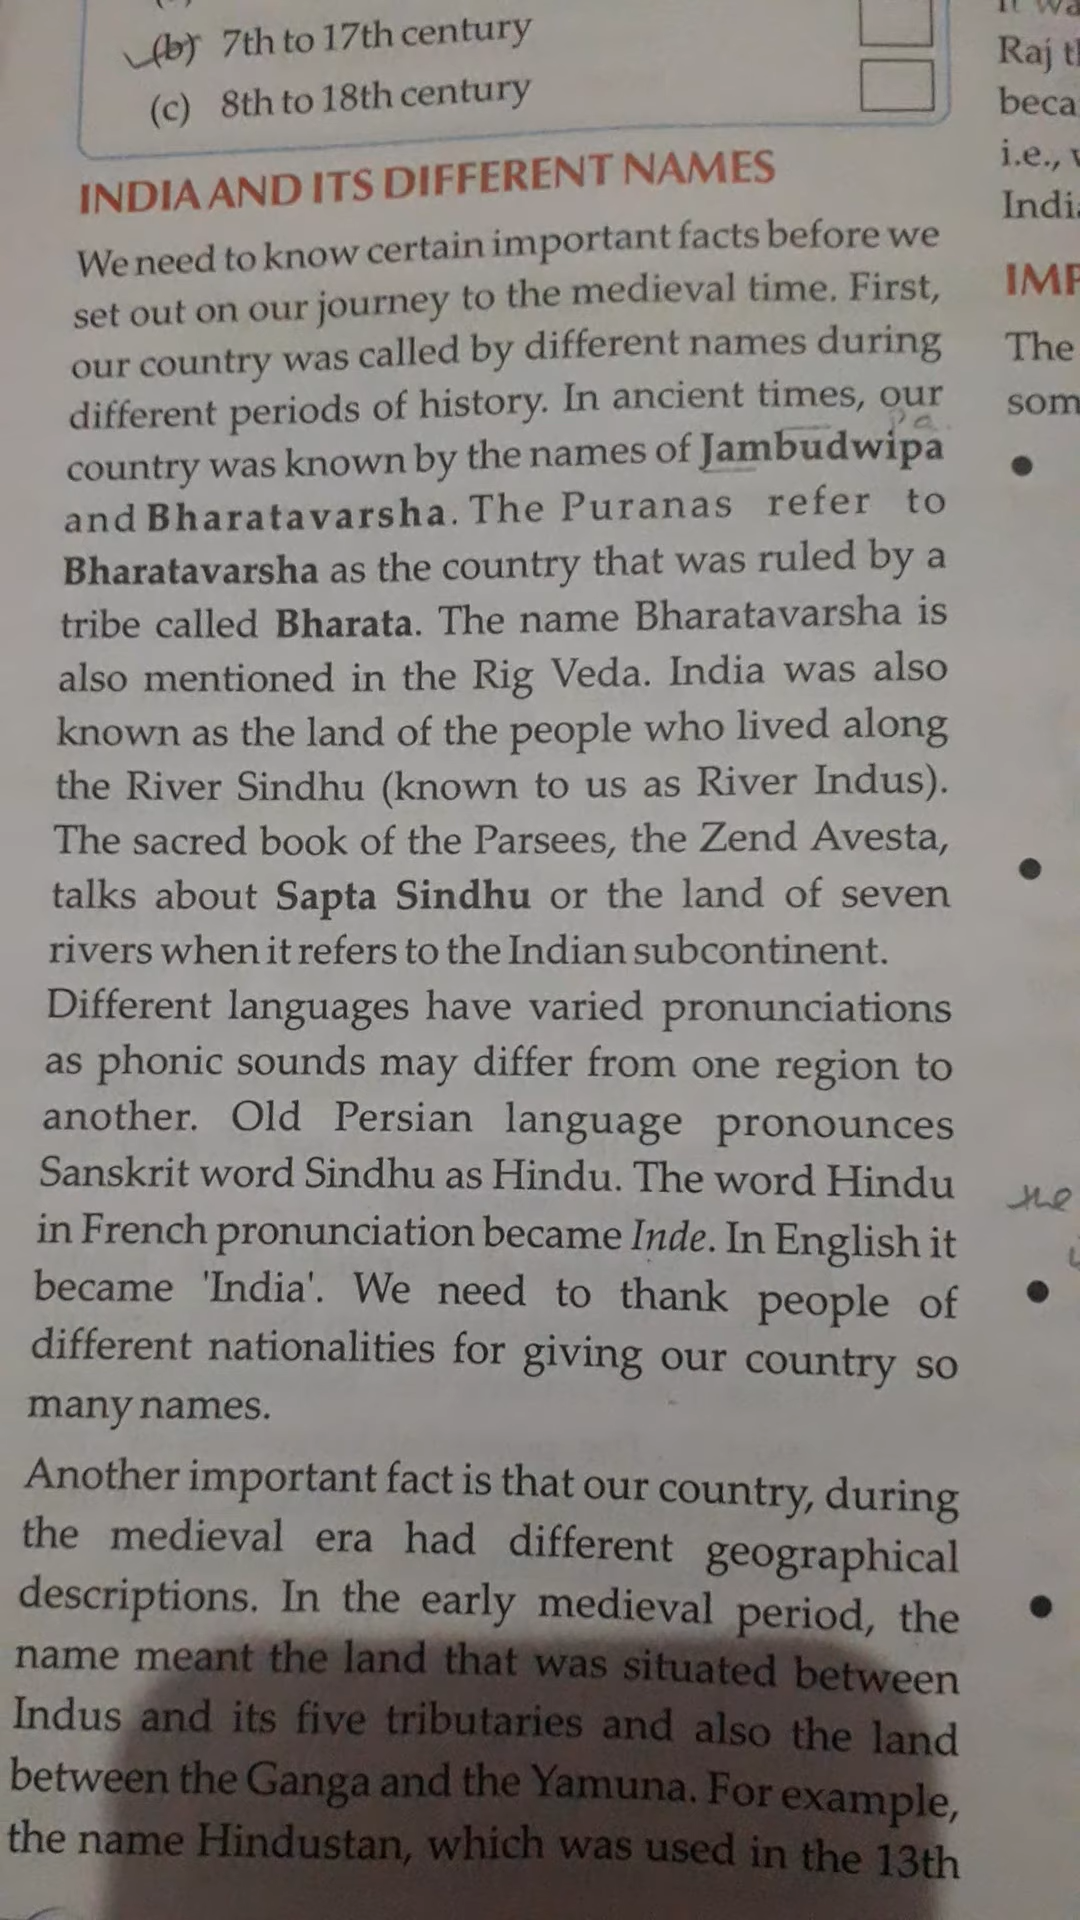 (b) 7th to 17th century
(c) 8th to 18th century
INDIA AND ITS DIFFERENT NAMES
We need to know certain important facts before we
set out on our journey to the medieval time. First,
our country was called by different names during
different periods of history. In ancient times, our
pa
country was known by the names of Jambudwipa
and Bharatavarsha. The Puranas refer to
Bharatavarsha as the country that was ruled by a
tribe called Bharata. The name Bharatavarsha is
also mentioned in the Rig Veda. India was also
known as the land of the people who lived along
the River Sindhu (known to us as River Indus).
The sacred book of the Parsees, the Zend Avesta,
talks about Sapta Sindhu or the land of seven
rivers when it refers to the Indian subcontinent.
Different languages have varied pronunciations
as phonic sounds may differ from one region to
another. Old Persian language pronounces
Sanskrit word Sindhu as Hindu. The word Hindu
in French pronunciation became Inde. In English it
became 'India'. We need to thank people of
different nationalities for giving our country so
many names.
Another important fact is that our country, during
the medieval era had different geographical
descriptions. In the early medieval period, the
name meant the land that was situated between
Indus and its five tributaries and also the land
between the Ganga and the Yamuna. For example,
the name Hindustan, which was used in the 13th
Raj
i.e.,
The
the